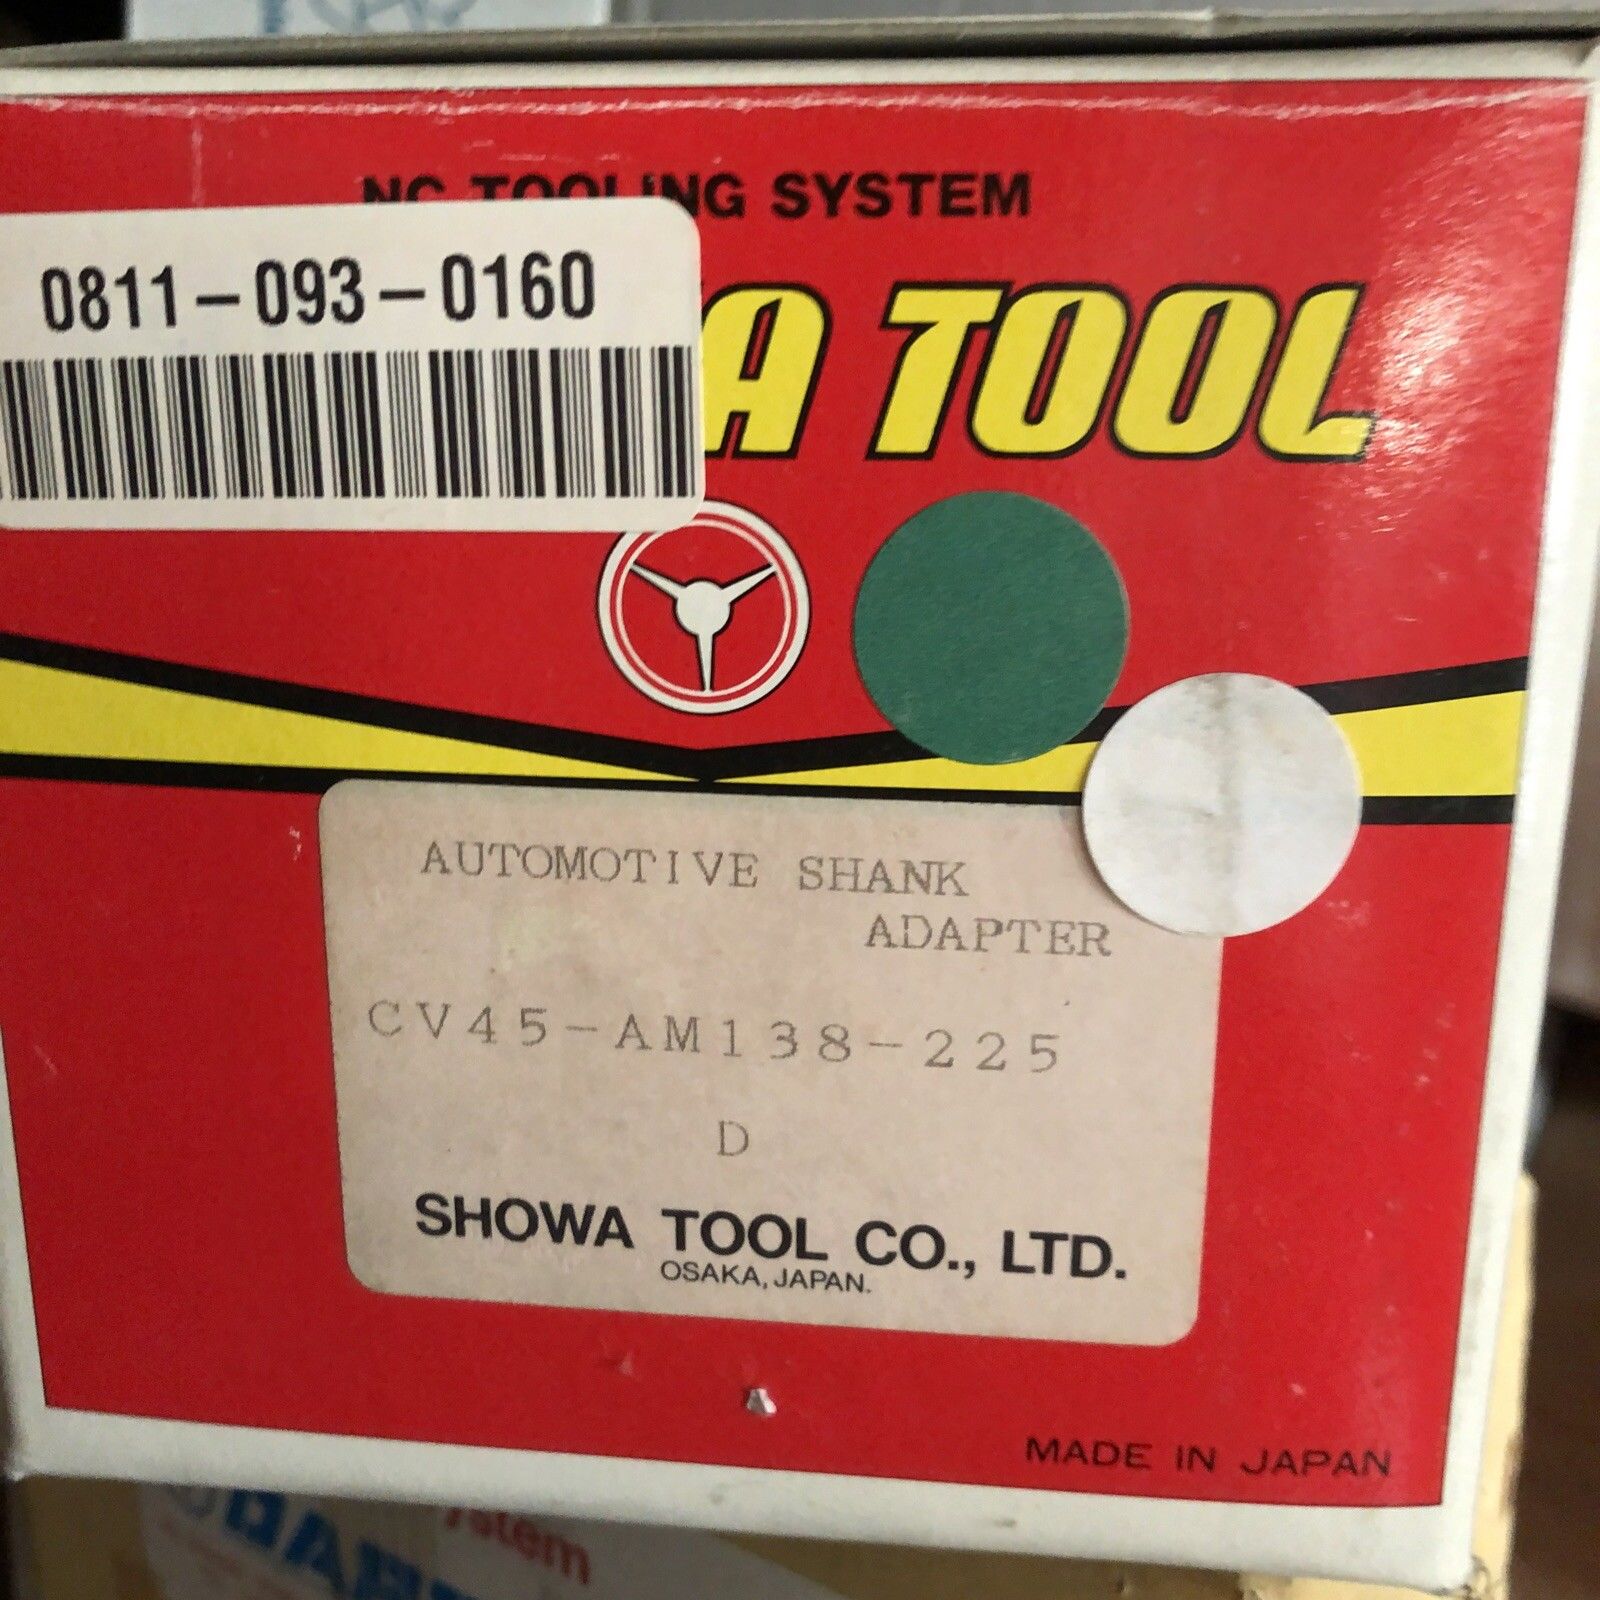 NC TOOLING SYSTEM
0811-093-0160
A TOOL
AUTOMOTIVE SHANK
ADAPTER
CV45-AM138-225
D
SHOWA TOOL CO., LTD.
OSAKA, JAPAN.
MADE IN JAPAN